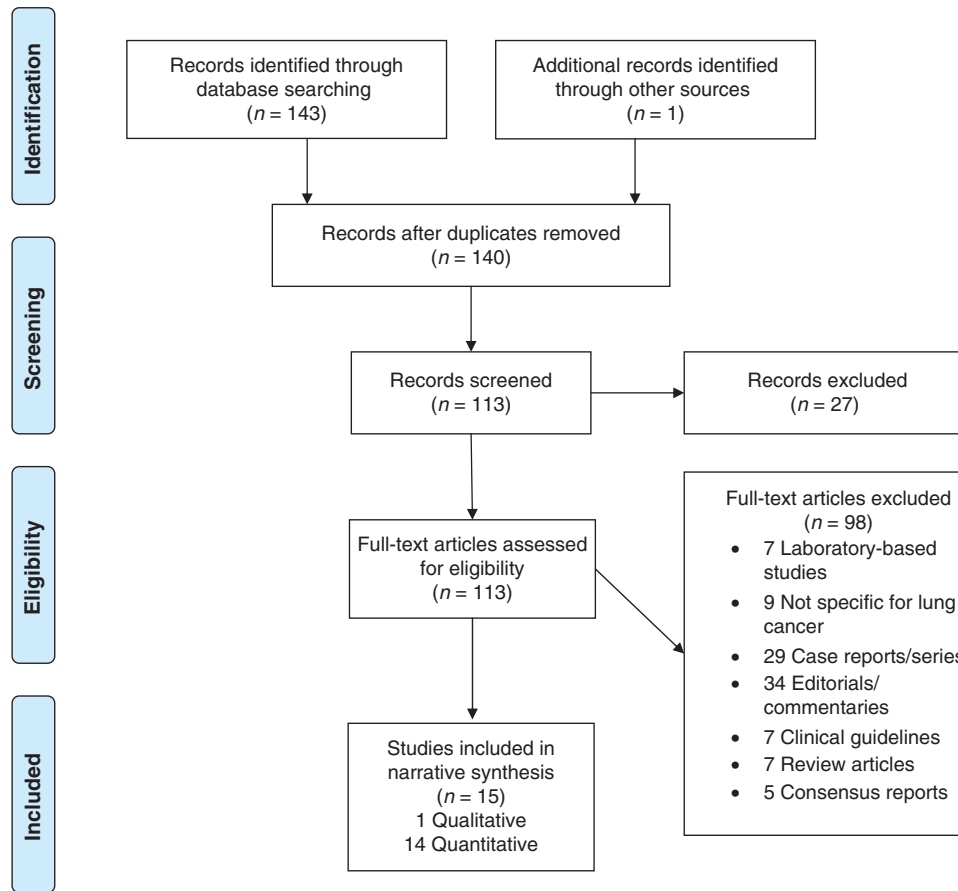 Identification
Records identified through
database searching
(n = 143)
Additional records identified
through other sources
(n = 1)
Records after duplicates removed
(n = 140)
Screening
Records screened
(n = 113)
Records excluded
(n = 27)
Eligibility
Full-text articles assessed
for eligibility
(n = 113)
Full-text articles excluded
(n = 98)
• 7 Laboratory-based
studies
• 9 Not specific for lung
cancer
• 29 Case reports/series
• 34 Editorials/
commentaries
• 7 Clinical guidelines
• 7 Review articles
• 5 Consensus reports
Included
Studies included in
narrative synthesis
(n = 15)
1 Qualitative
14 Quantitative